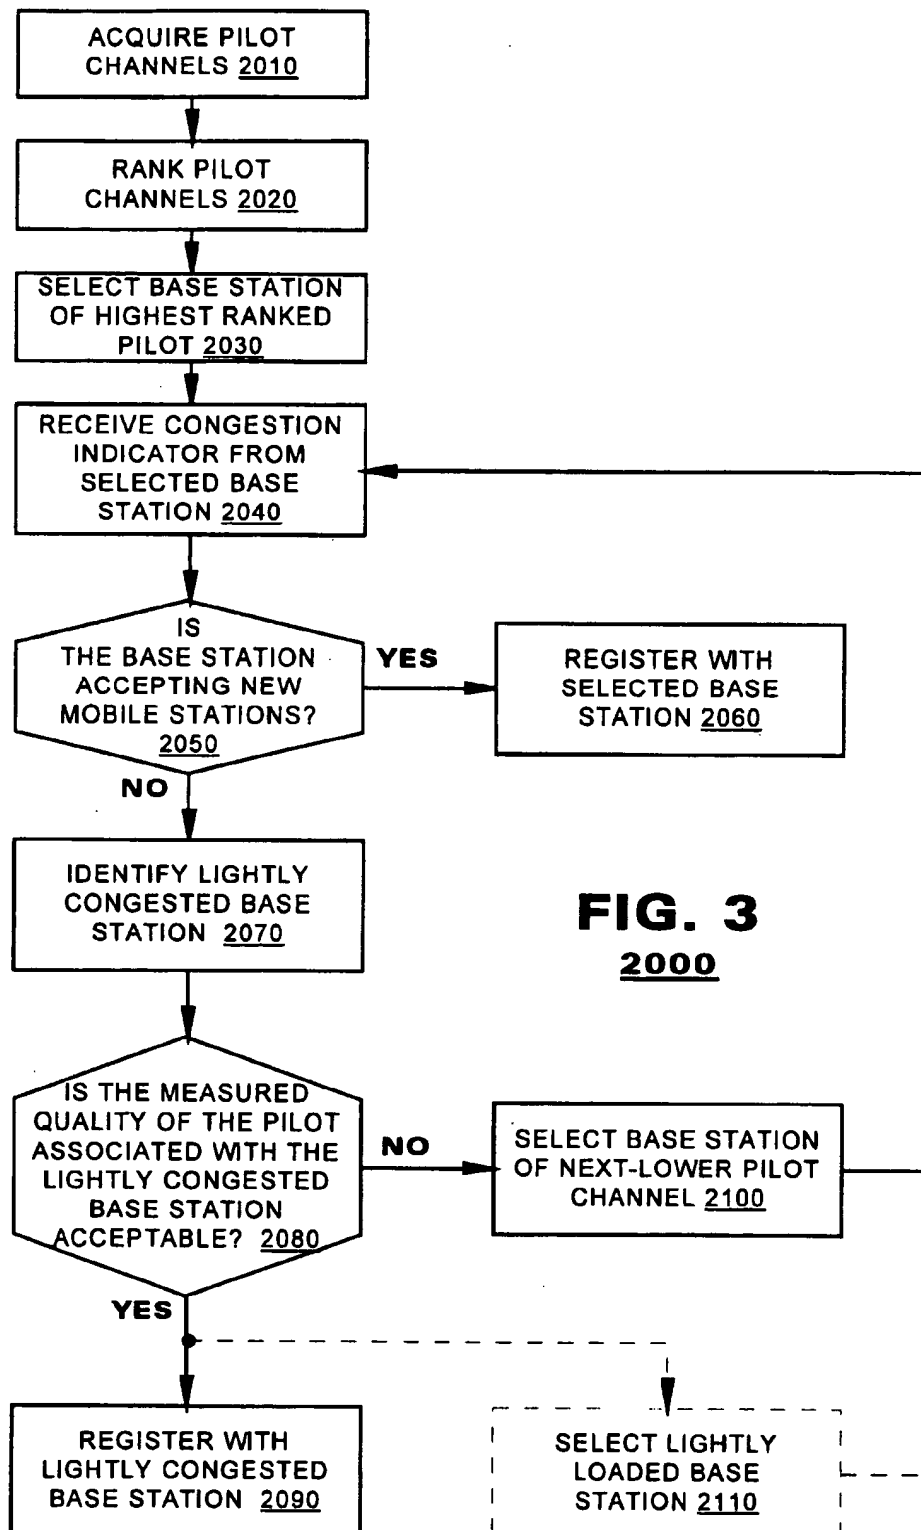 ACQUIRE PILOT
CHANNELS 2010
RANK PILOT
CHANNELS 2020
SELECT BASE STATION
OF HIGHEST RANKED
PILOT 2030
RECEIVE CONGESTION
INDICATOR FROM
SELECTED BASE
STATION 2040
IS
THE BASE STATION
ACCEPTING NEW
MOBILE STATIONS?
2050
YES
REGISTER WITH
SELECTED BASE
STATION 2060
NO
IDENTIFY LIGHTLY
CONGESTED BASE
STATION 2070
FIG. 3
2000
IS THE MEASURED
QUALITY OF THE PILOT
ASSOCIATED WITH THE
LIGHTLY CONGESTED
BASE STATION
ACCEPTABLE? 2080
NO
SELECT BASE STATION
OF NEXT-LOWER PILOT
CHANNEL 2100
YES
REGISTER WITH
LIGHTLY CONGESTED
BASE STATION 2090
SELECT LIGHTLY
LOADED BASE
STATION 2110